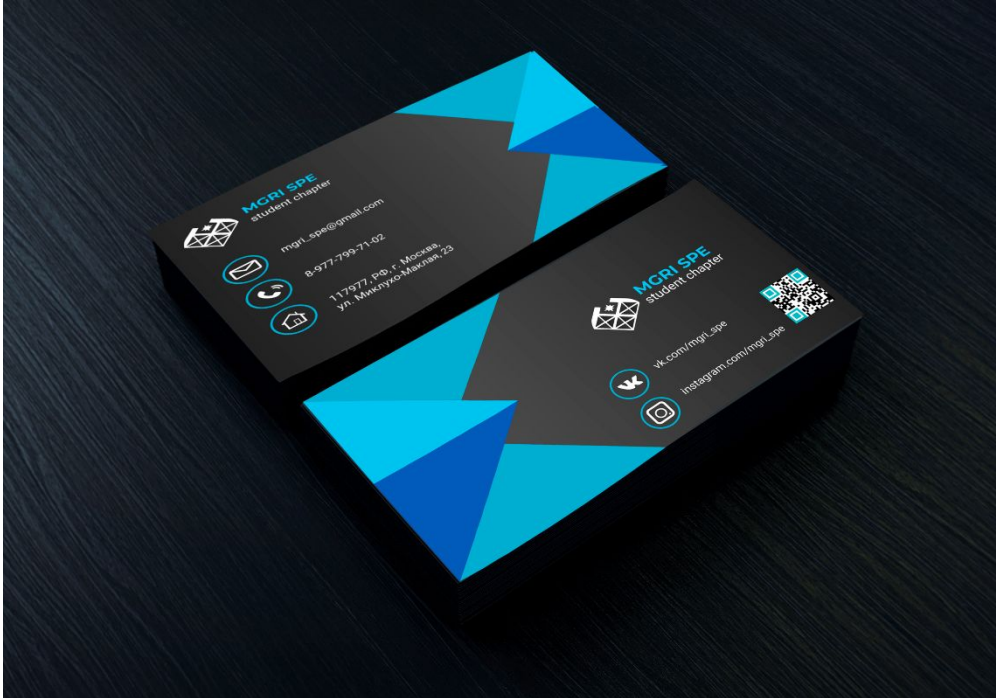 MGRI SPE
student chapter
mgri_spe@gmail.com
8-977-799-71-02
117977, РФ, г. Москва,
ул. Миклухо-Маклая, 23
MGRI SPE
student chapter
vk.com/mgri_spe
instagram.com/mgri_spe